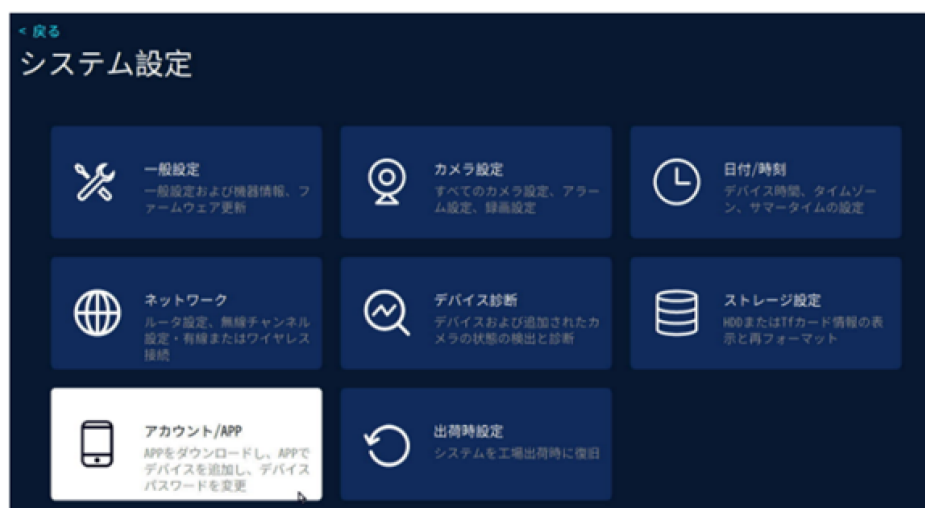 < 戻る
システム設定
一般設定
一般設定および機器情報、フ
ァームウェア更新
カメラ設定
すべてのカメラ設定、アラー
ム設定、録画設定
日付/時刻
デバイス時間、タイムゾー
ン、サマータイムの設定
ネットワーク
ルータ設定、無線チャンネル
設定・有線またはワイヤレス
接続
デバイス診断
デバイスおよび追加されたカ
メラの状態の検出と診断
ストレージ設定
HDDまたはTfカード情報の表
示と再フォーマット
アカウント/APP
APPをダウンロードし、APPで
デバイスを追加し、デバイス
パスワードを変更
出荷時設定
システムを工場出荷時に復旧